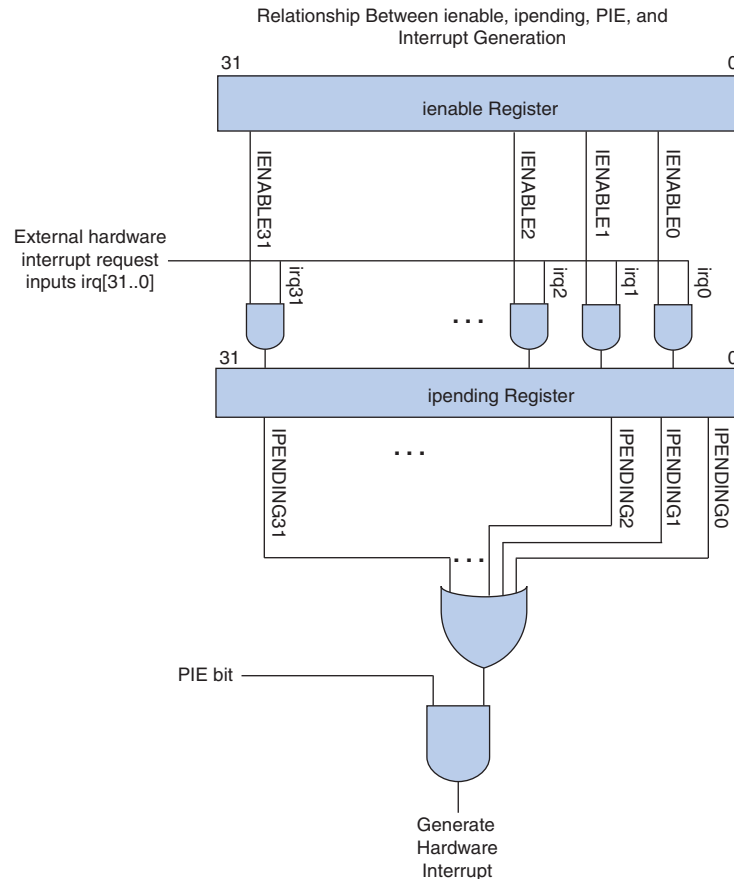 Relationship Between ienable, ipending, PIE, and
Interrupt Generation
31 0
ienable Register
IENABLE31
IENABLE2
IENABLE1
IENABLE0
External hardware
interrupt request
inputs irq[31..0]
irq31
irq2
irq1
irq0
...
31 0
ipending Register
IPENDING31
...
IPENDING2
IPENDING1
IPENDING0
...
PIE bit
Generate
Hardware
Interrupt